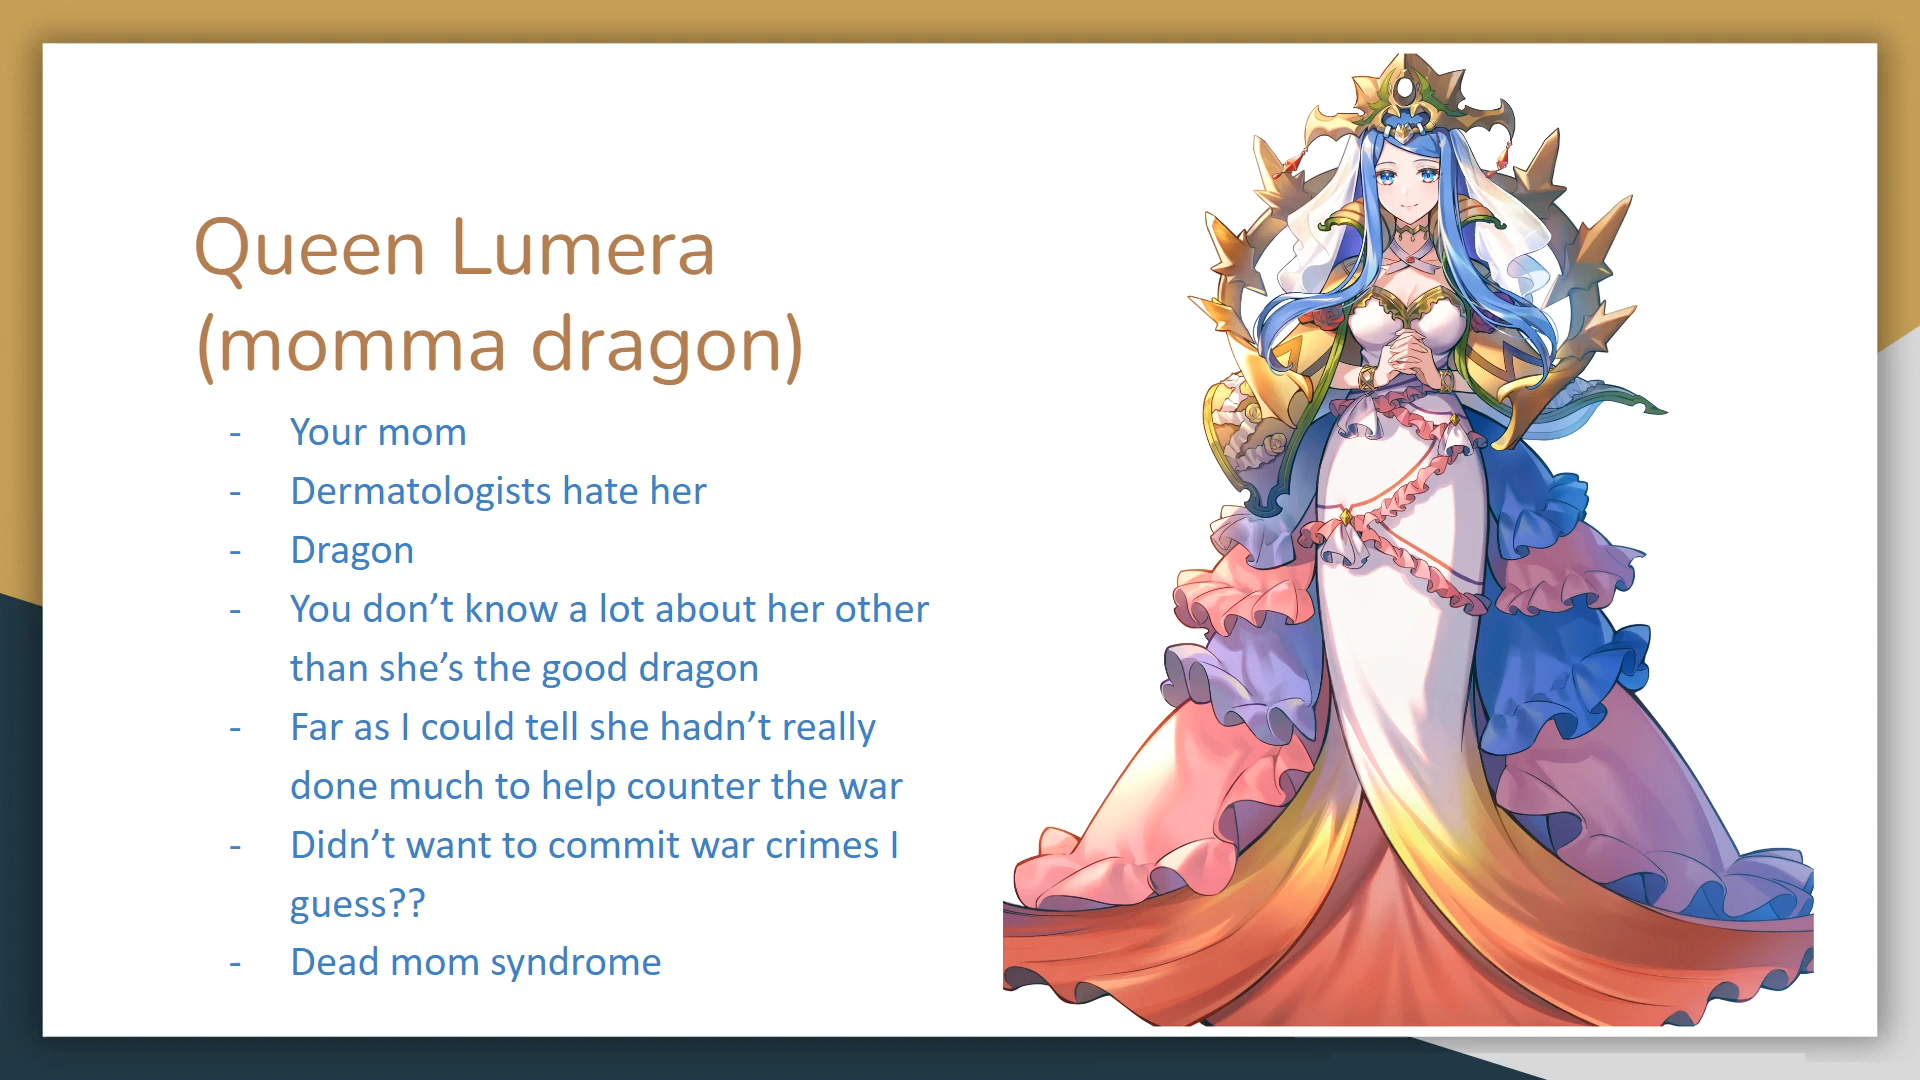 Queen Lumera
(momma dragon)
- Your mom
- Dermatologists hate her
- Dragon
- You don’t know a lot about her other
than she’s the good dragon
- Far as I could tell she hadn’t really
done much to help counter the war
- Didn’t want to commit war crimes I
guess??
- Dead mom syndrome